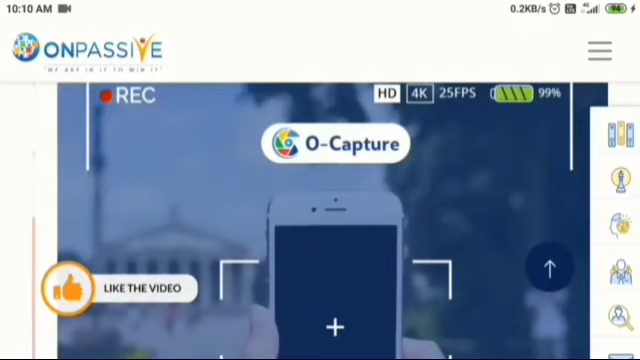 10:10 AM
0.2KB/s
94
ONPASSIVE
"WE ARE IN IT TO WIN IT"
REC
HD 4K 25FPS 99%
O-Capture
LIKE THE VIDEO